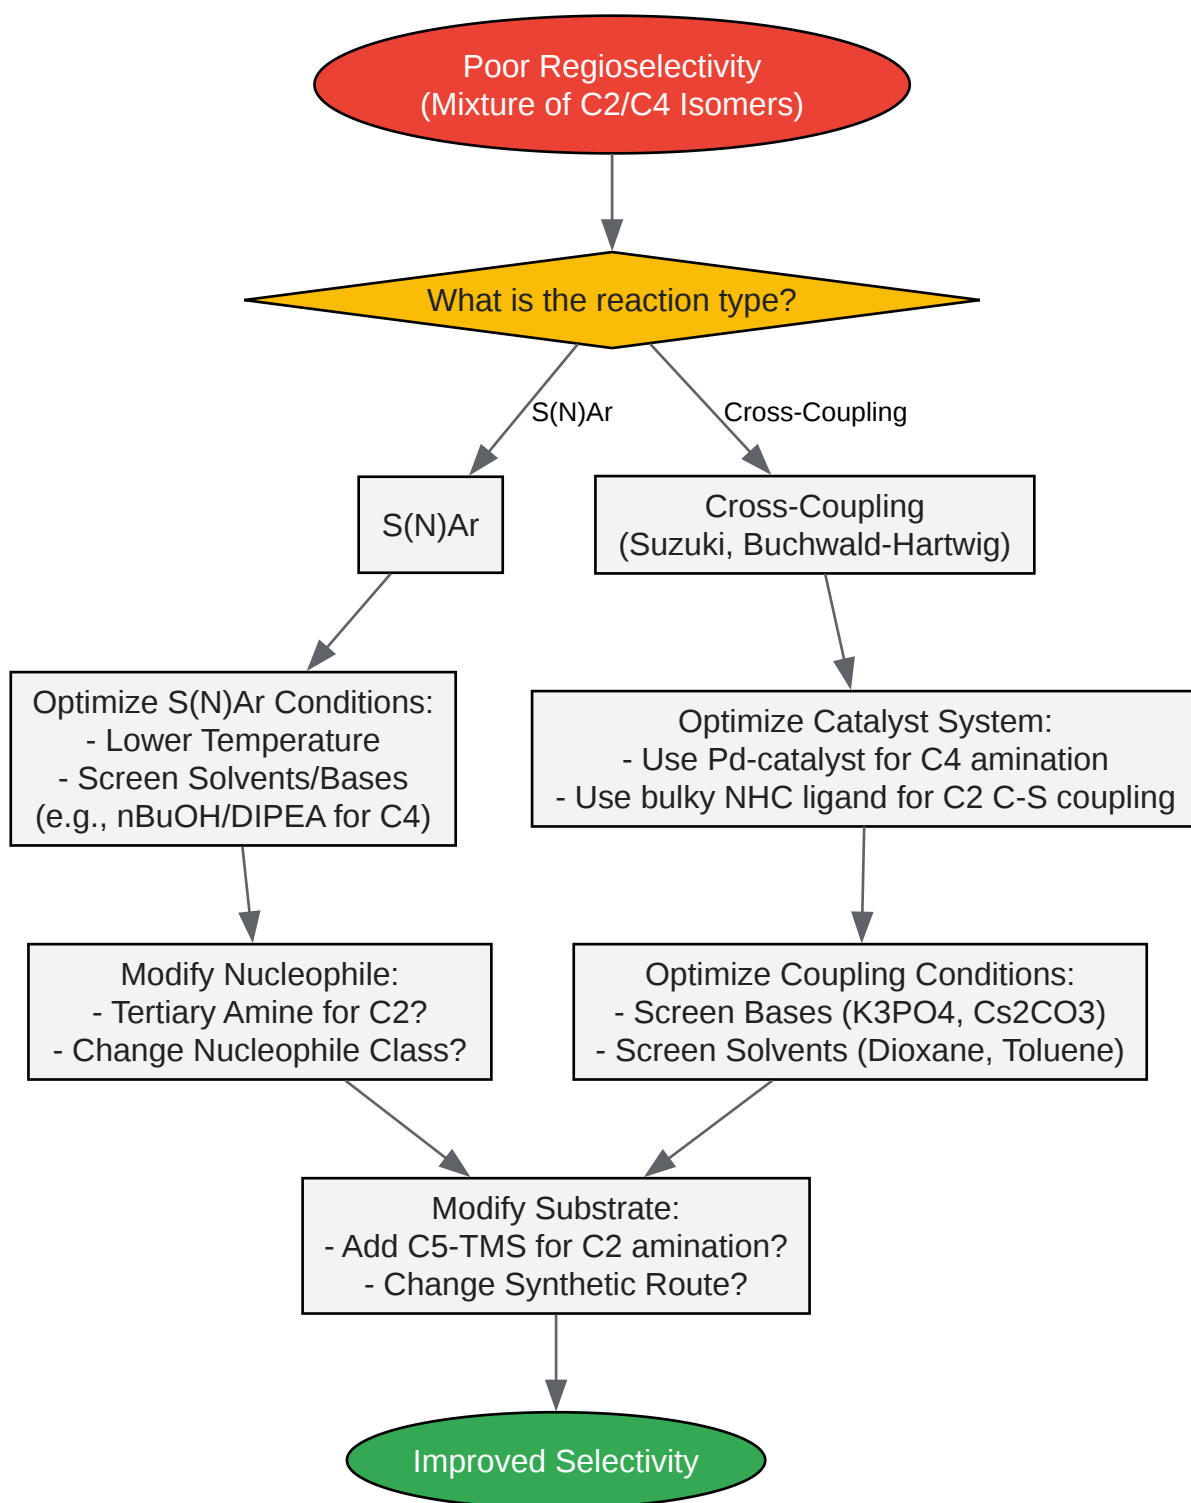 Poor Regioselectivity
(Mixture of C2/C4 Isomers)
What is the reaction type?
S(N)Ar
Cross-Coupling
S(N)Ar
Cross-Coupling
(Suzuki, Buchwald-Hartwig)
Optimize S(N)Ar Conditions:
- Lower Temperature
- Screen Solvents/Bases
(e.g., nBuOH/DIPEA for C4)
Optimize Catalyst System:
- Use Pd-catalyst for C4 amination
- Use bulky NHC ligand for C2 C-S coupling
Modify Nucleophile:
- Tertiary Amine for C2?
- Change Nucleophile Class?
Optimize Coupling Conditions:
- Screen Bases (K3PO4, Cs2CO3)
- Screen Solvents (Dioxane, Toluene)
Modify Substrate:
- Add C5-TMS for C2 amination?
- Change Synthetic Route?
Improved Selectivity